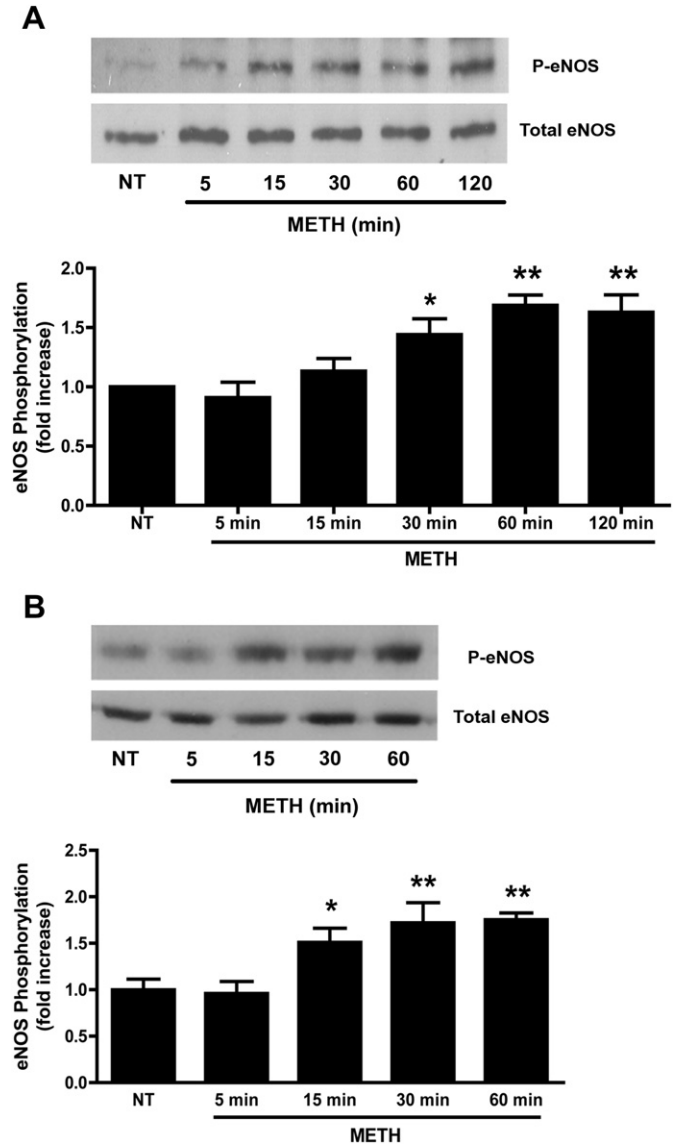 A
P-eNOS
Total eNOS
NT 5 15 30 60 120
METH (min)
eNOS Phosphorylation
(fold increase)
2.0
1.5
1.0
0.5
0.0
* ** **
NT 5 min 15 min 30 min 60 min 120 min
METH
B
P-eNOS
Total eNOS
NT 5 15 30 60
METH (min)
eNOS Phosphorylation
(fold increase)
2.5
2.0
1.5
1.0
0.5
0.0
* ** **
NT 5 min 15 min 30 min 60 min
METH